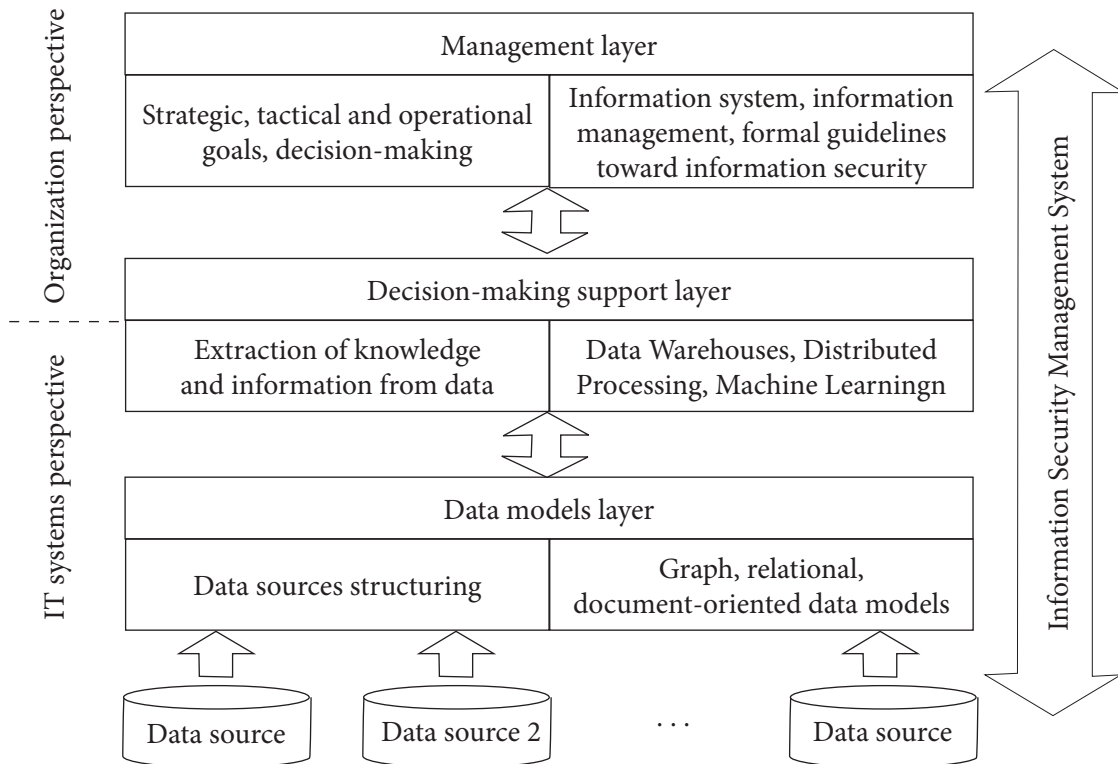 Organization perspective
IT systems perspective
Management layer
Strategic, tactical and operational
goals, decision-making
Information system, information
management, formal guidelines
toward information security
Decision-making support layer
Extraction of knowledge
and information from data
Data Warehouses, Distributed
Processing, Machine Learningn
Data models layer
Data sources structuring
Graph, relational,
document-oriented data models
Data source
Data source 2
...
Data source
Information Security Management System